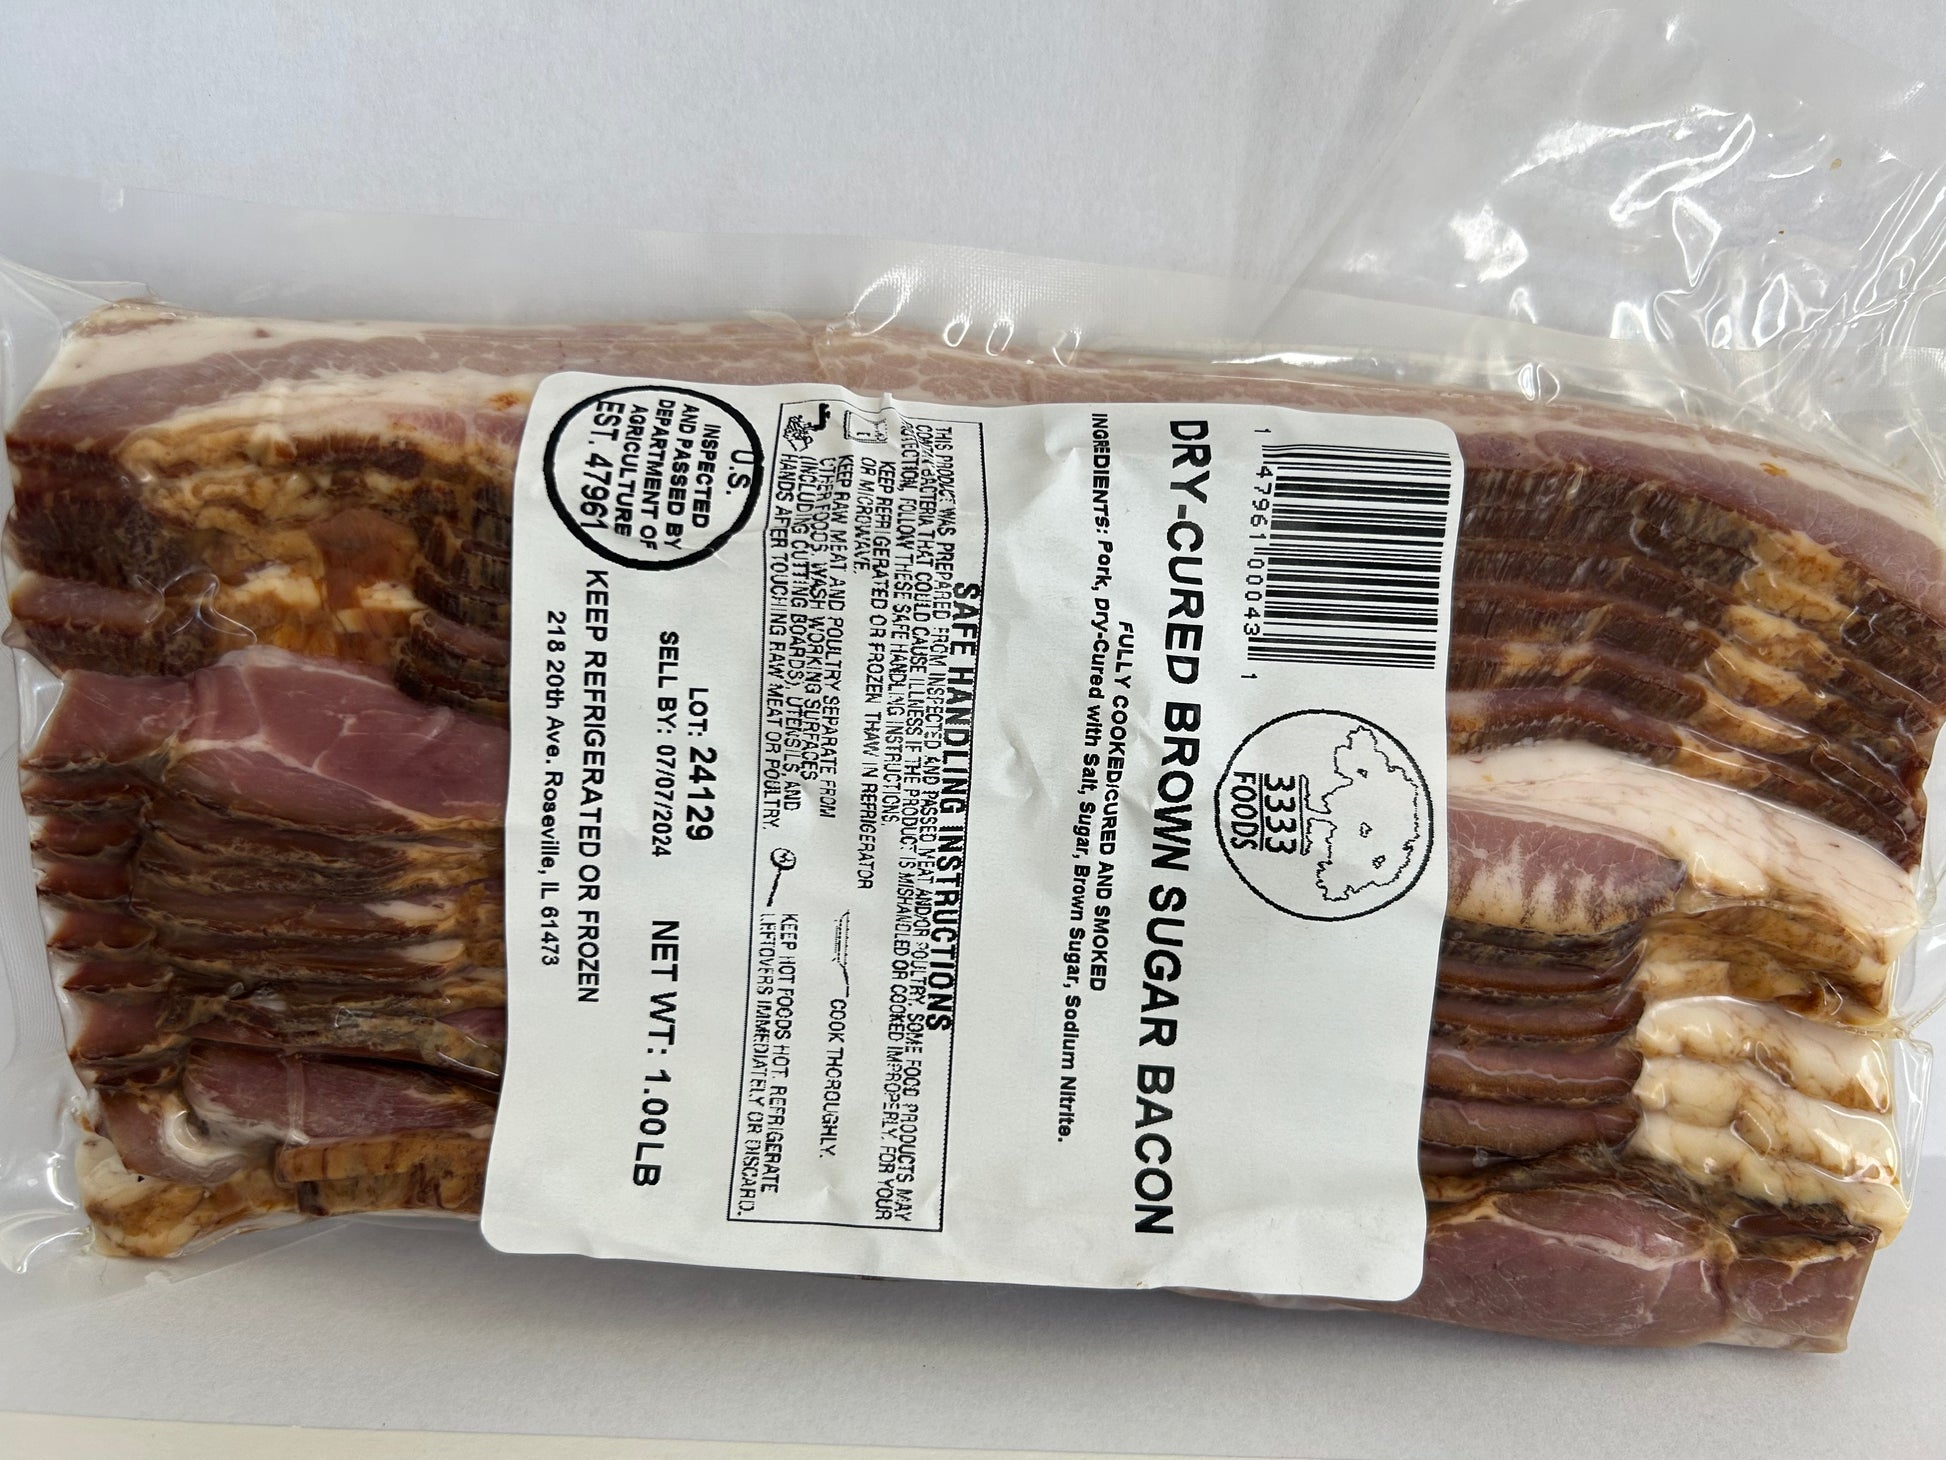 1 47961 00043 1
3333
FOODS
DRY-CURED BROWN SUGAR BACON
FULLY COOKED/CURED AND SMOKED
INGREDIENTS: Pork, Dry-Cured with Salt, Sugar, Brown Sugar, Sodium Nitrite.
SAFE HANDLING INSTRUCTIONS
THIS PRODUCT WAS PREPARED FROM INSPECTED AND PASSED MEAT AND/OR POULTRY. SOME FOOD PRODUCTS MAY
CONTAIN BACTERIA THAT COULD CAUSE ILLNESS IF THE PRODUCT IS MISHANDLED OR COOKED IMPROPERLY. FOR YOUR
PROTECTION, FOLLOW THESE SAFE HANDLING INSTRUCTIONS.
KEEP REFRIGERATED OR FROZEN. THAW IN REFRIGERATOR
OR MICROWAVE.
KEEP RAW MEAT AND POULTRY SEPARATE FROM
OTHER FOODS. WASH WORKING SURFACES
(INCLUDING CUTTING BOARDS), UTENSILS, AND
HANDS AFTER TOUCHING RAW MEAT OR POULTRY.
COOK THOROUGHLY.
KEEP HOT FOODS HOT. REFRIGERATE
LEFTOVERS IMMEDIATELY OR DISCARD.
U.S.
INSPECTED
AND PASSED BY
DEPARTMENT OF
AGRICULTURE
EST. 47961
LOT: 24129
SELL BY: 07/07/2024
NET WT: 1.00 LB
KEEP REFRIGERATED OR FROZEN
218 20th Ave. Roseville, IL 61473